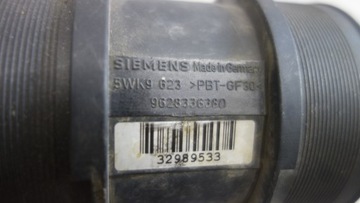 SIEMENS Made in Germany
5WK9 623 >PBT-GF30<
9628336380
32989533